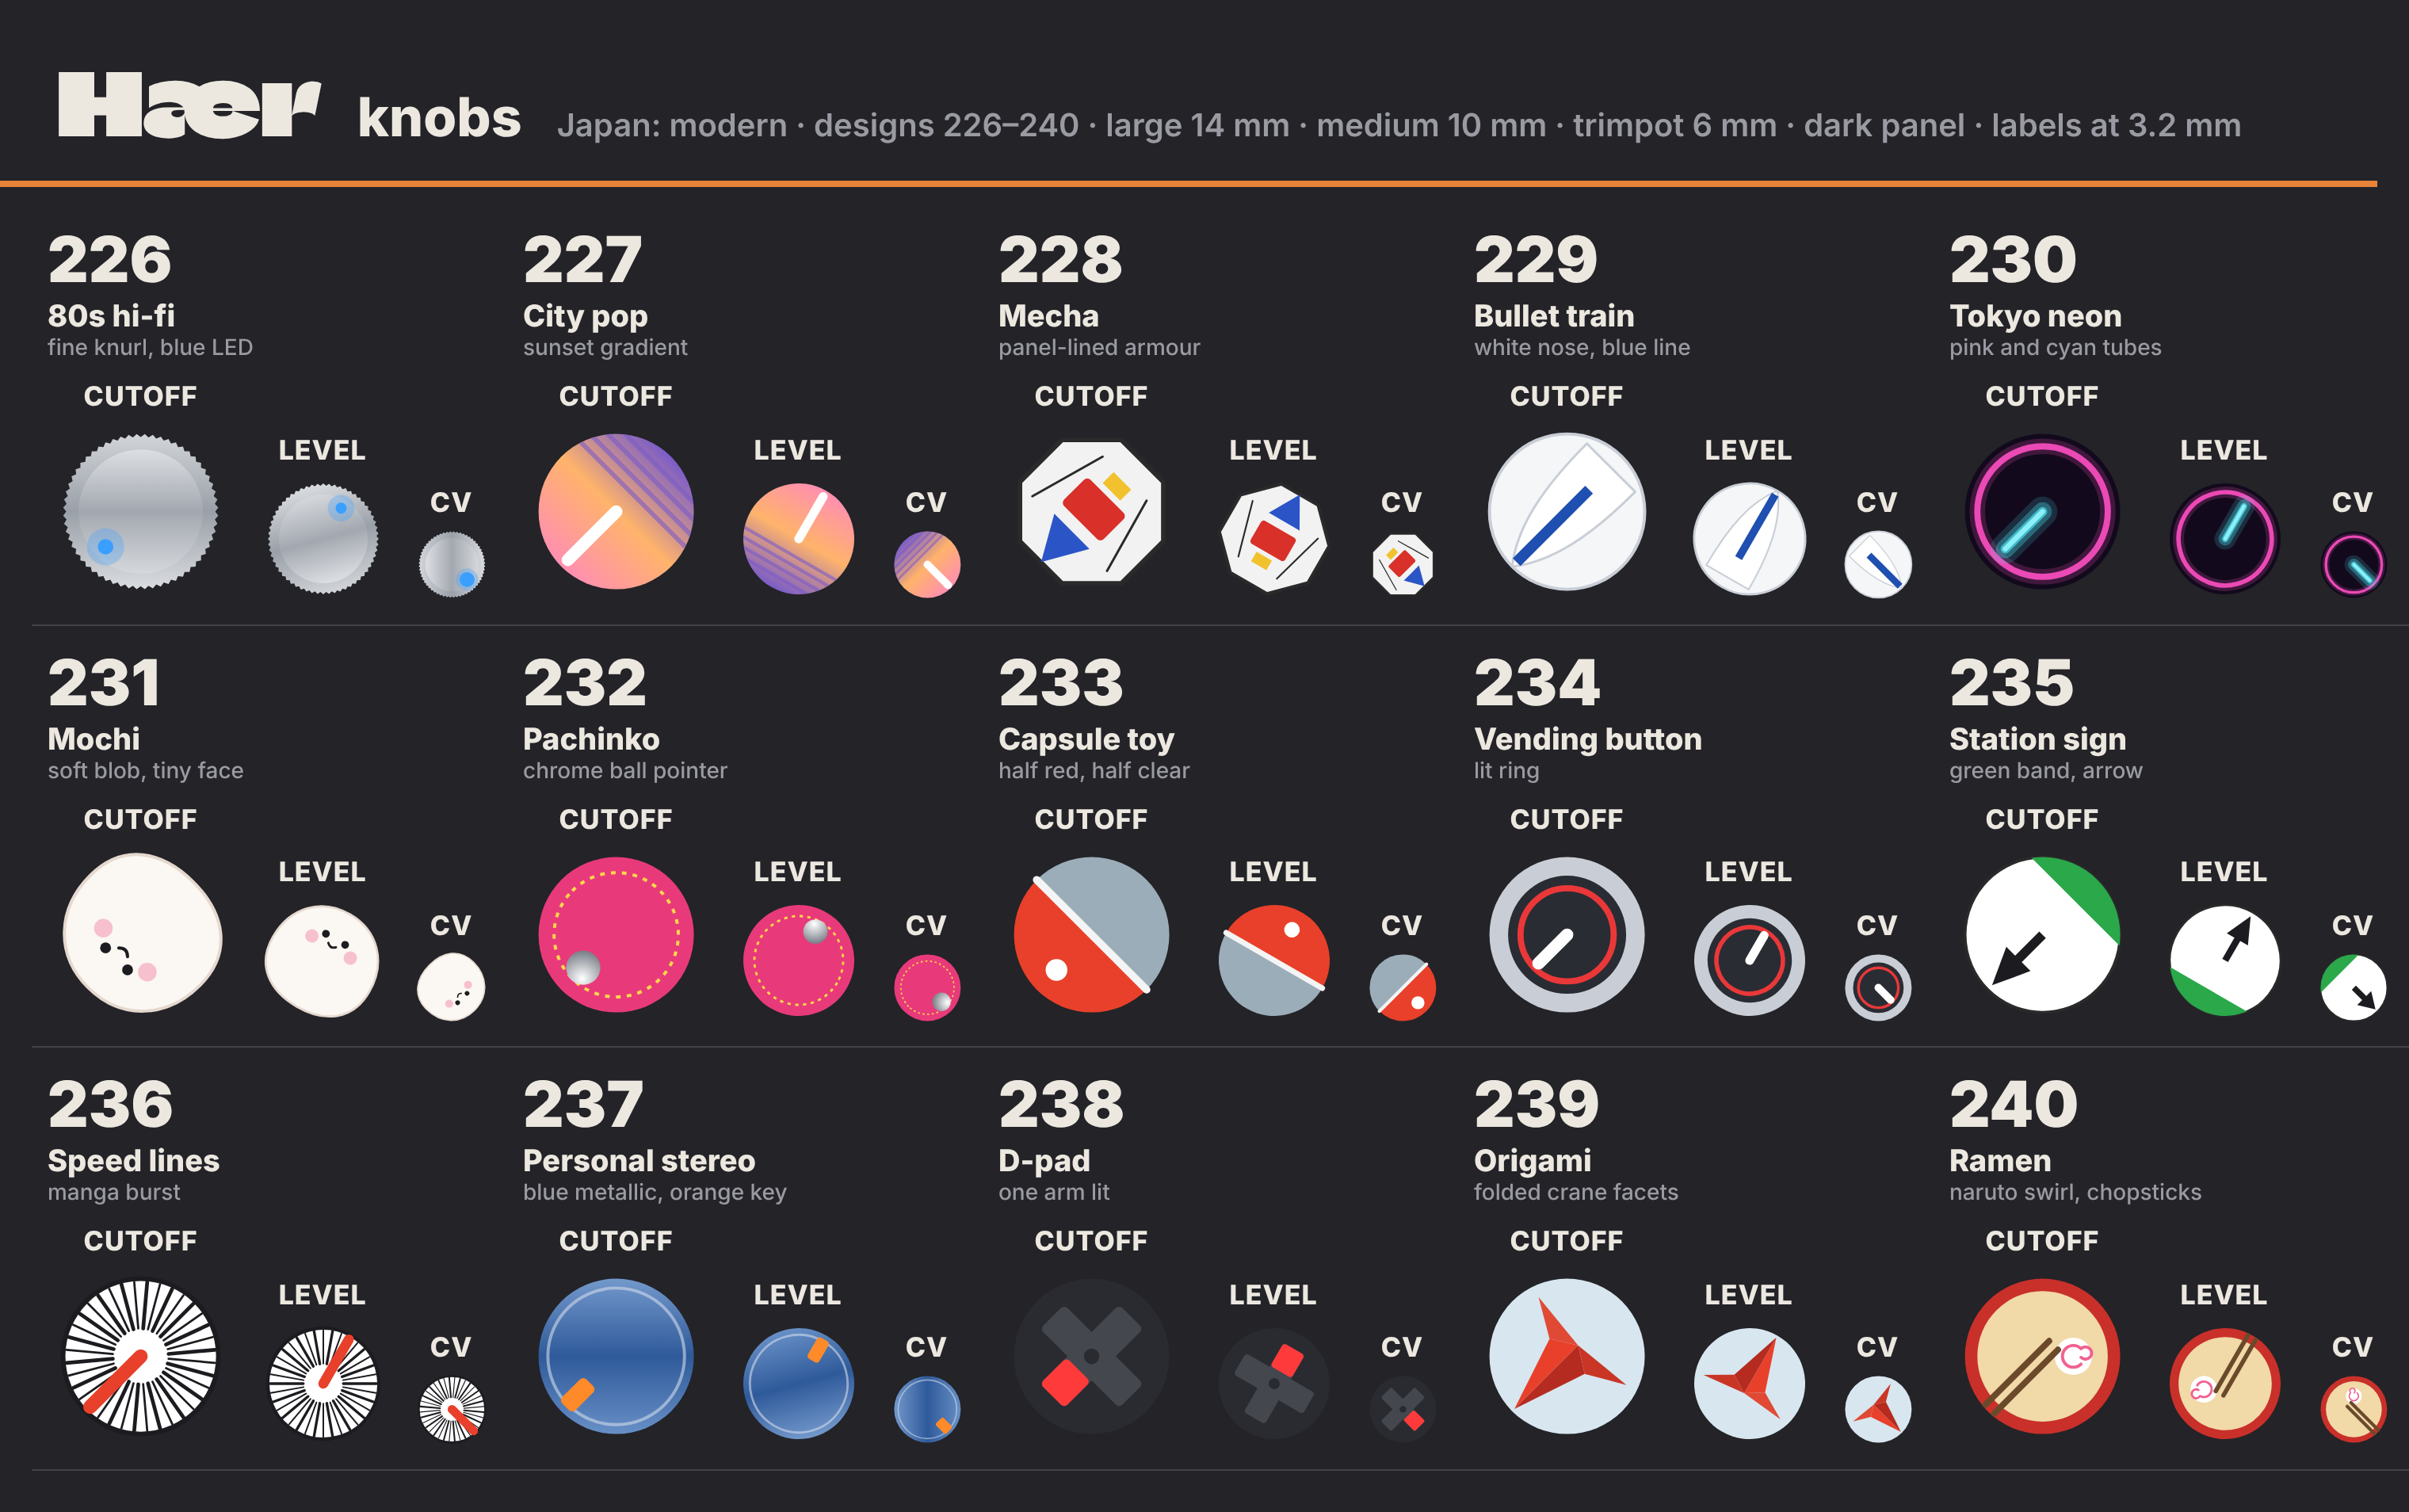 Hær knobs Japan: modern · designs 226–240 · large 14 mm · medium 10 mm · trimpot 6 mm · dark panel · labels at 3.2 mm
226
80s hi-fi
fine knurl, blue LED
CUTOFF
LEVEL
CV
227
City pop
sunset gradient
CUTOFF
LEVEL
CV
228
Mecha
panel-lined armour
CUTOFF
LEVEL
CV
229
Bullet train
white nose, blue line
CUTOFF
LEVEL
CV
230
Tokyo neon
pink and cyan tubes
CUTOFF
LEVEL
CV
231
Mochi
soft blob, tiny face
CUTOFF
LEVEL
CV
232
Pachinko
chrome ball pointer
CUTOFF
LEVEL
CV
233
Capsule toy
half red, half clear
CUTOFF
LEVEL
CV
234
Vending button
lit ring
CUTOFF
LEVEL
CV
235
Station sign
green band, arrow
CUTOFF
LEVEL
CV
236
Speed lines
manga burst
CUTOFF
LEVEL
CV
237
Personal stereo
blue metallic, orange key
CUTOFF
LEVEL
CV
238
D-pad
one arm lit
CUTOFF
LEVEL
CV
239
Origami
folded crane facets
CUTOFF
LEVEL
CV
240
Ramen
naruto swirl, chopsticks
CUTOFF
LEVEL
CV